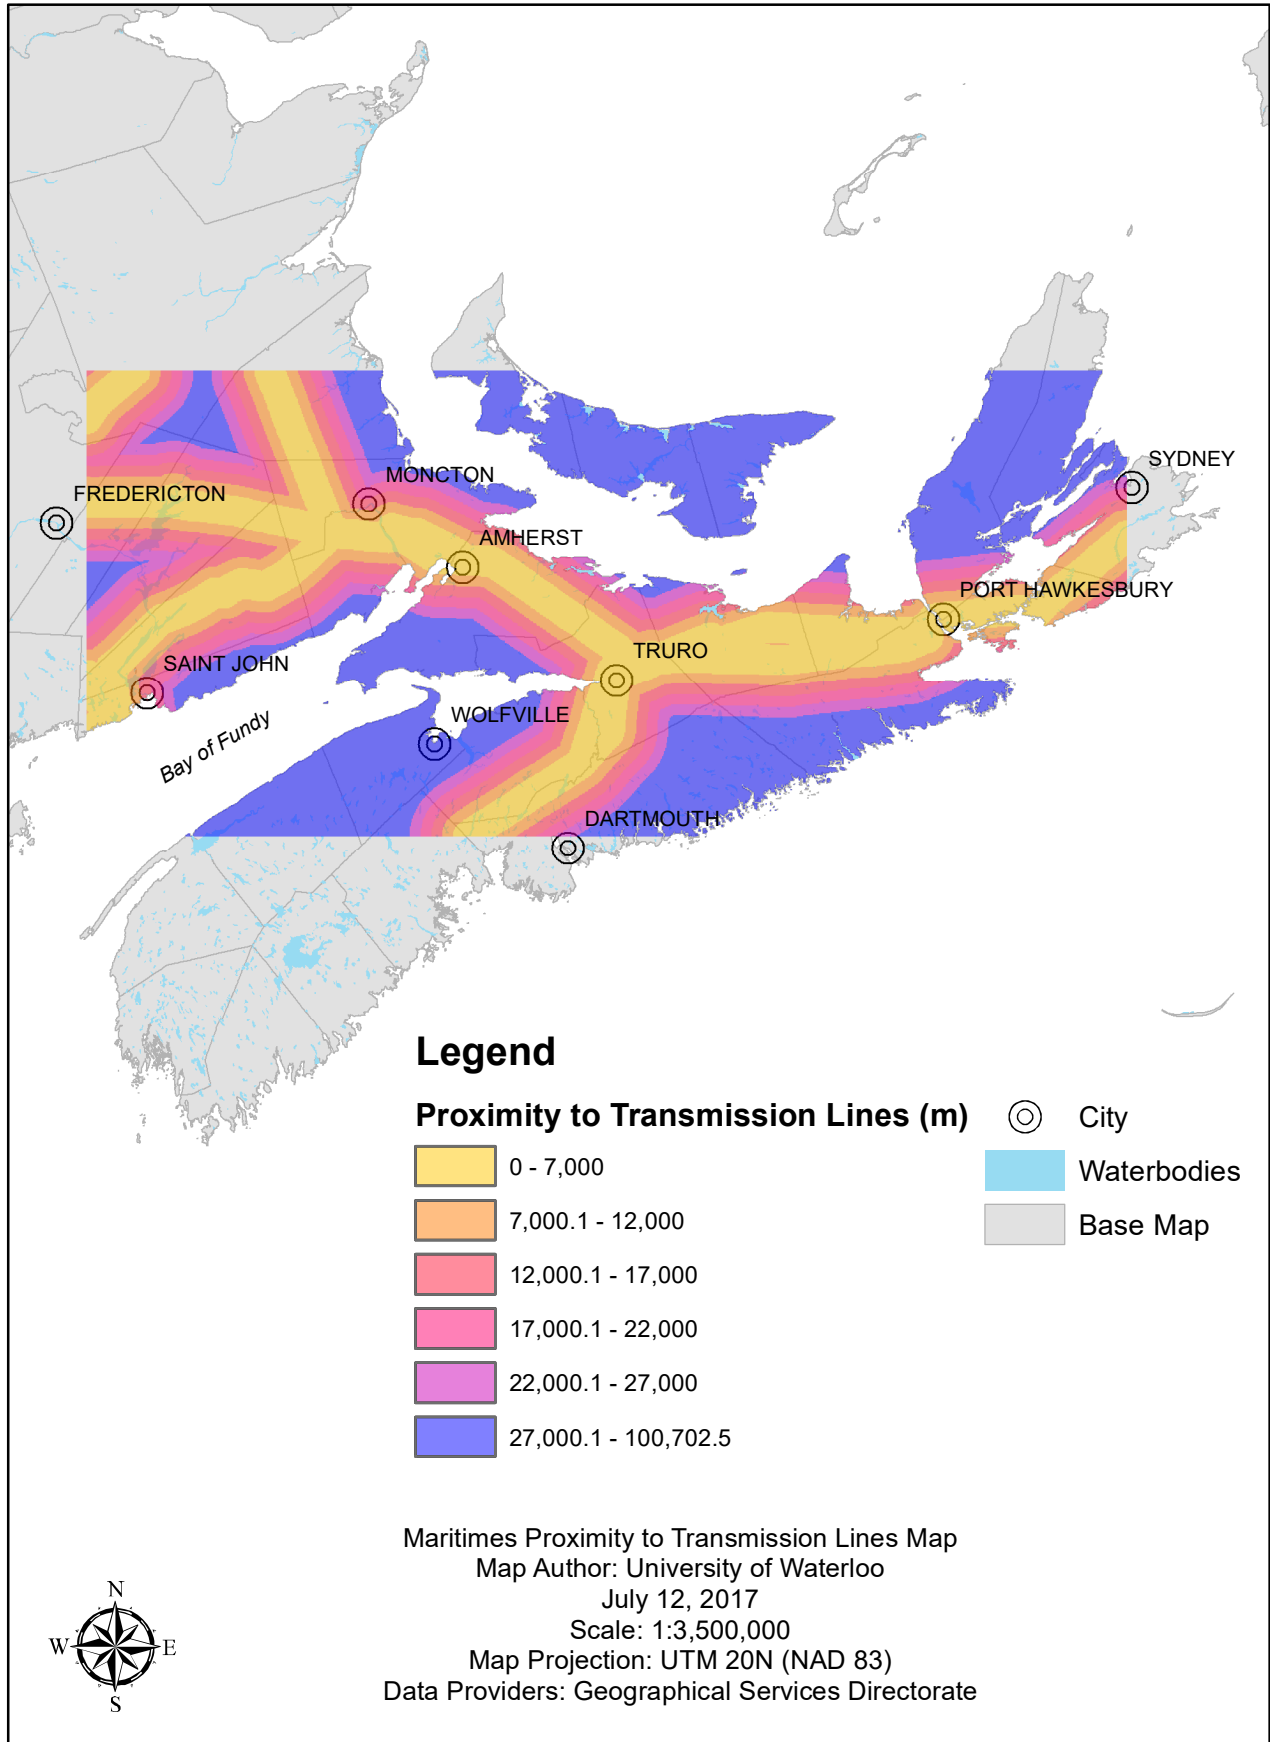 SYDNEY
MONCTON
FREDERICTON
AMHERST
PORT HAWKESBURY
TRURO
SAINT JOHN
WOLFVILLE
Bay of Fundy
DARTMOUTH
Legend
Proximity to Transmission Lines (m)
0 - 7,000
7,000.1 - 12,000
12,000.1 - 17,000
17,000.1 - 22,000
22,000.1 - 27,000
27,000.1 - 100,702.5
City
Waterbodies
Base Map
Maritimes Proximity to Transmission Lines Map
Map Author: University of Waterloo
July 12, 2017
Scale: 1:3,500,000
Map Projection: UTM 20N (NAD 83)
Data Providers: Geographical Services Directorate
N
W E
S